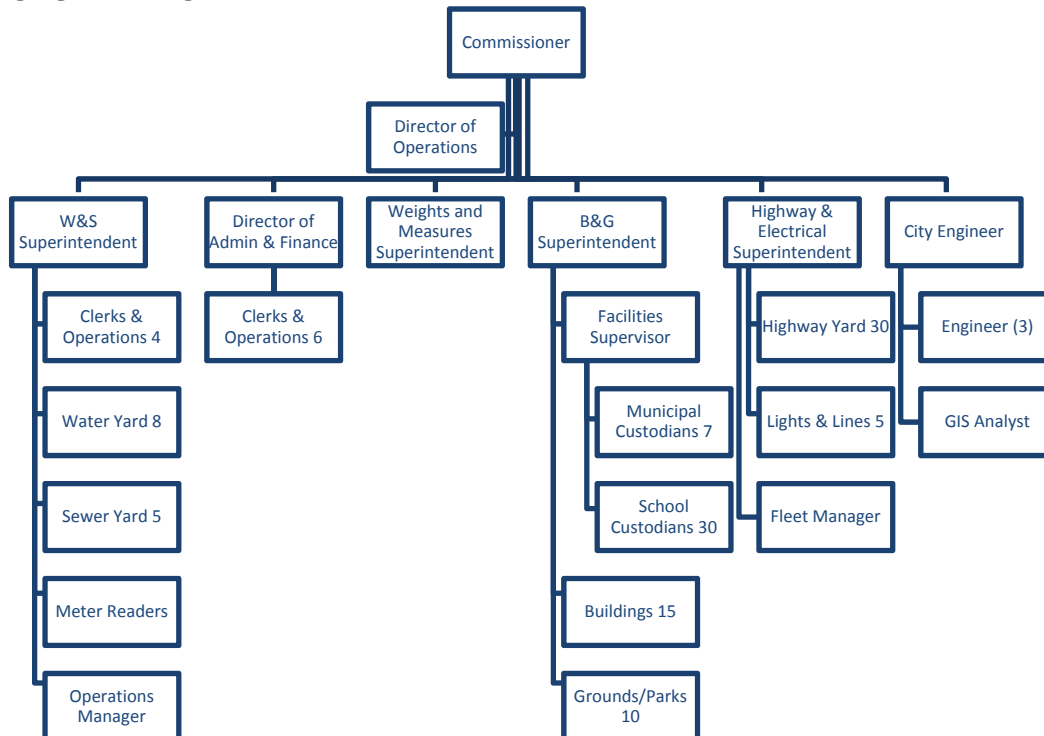 Commissioner
Director of
Operations
W&S
Superintendent
Director of
Admin & Finance
Weights and
Measures
Superintendent
B&G
Superintendent
Highway &
Electrical
Superintendent
City Engineer
Clerks &
Operations 4
Clerks &
Operations 6
Facilities
Supervisor
Highway Yard 30
Engineer (3)
Water Yard 8
Municipal
Custodians 7
Lights & Lines 5
GIS Analyst
Sewer Yard 5
School
Custodians 30
Fleet Manager
Meter Readers
Buildings 15
Operations
Manager
Grounds/Parks
10